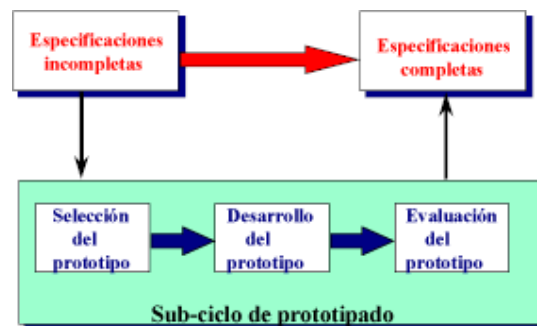 Especificaciones
incompletas
Especificaciones
completas
Selección
del
prototipo
Desarrollo
del
prototipo
Evaluación
del
prototipo
Sub-ciclo de prototipado